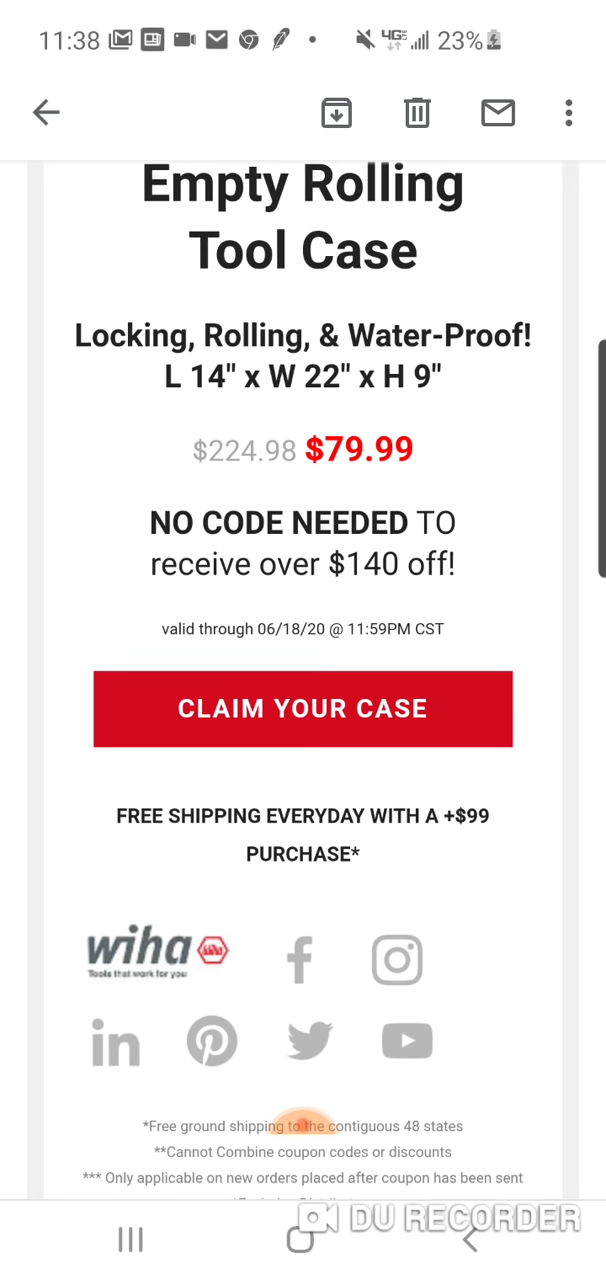 11:38
4GE 23%
Empty Rolling
Tool Case
Locking, Rolling, & Water-Proof!
L 14" x W 22" x H 9"
$224.98 $79.99
NO CODE NEEDED TO
receive over $140 off!
valid through 06/18/20 @ 11:59PM CST
CLAIM YOUR CASE
FREE SHIPPING EVERYDAY WITH A +$99
PURCHASE*
wiha
Tools that work for you
*Free ground shipping to the contiguous 48 states
**Cannot Combine coupon codes or discounts
*** Only applicable on new orders placed after coupon has been sent
DU RECORDER